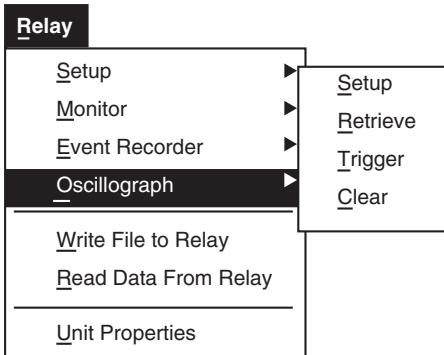 Relay
Setup
Monitor
Event Recorder
Oscillograph
Write File to Relay
Read Data From Relay
Unit Properties
Setup
Retrieve
Trigger
Clear